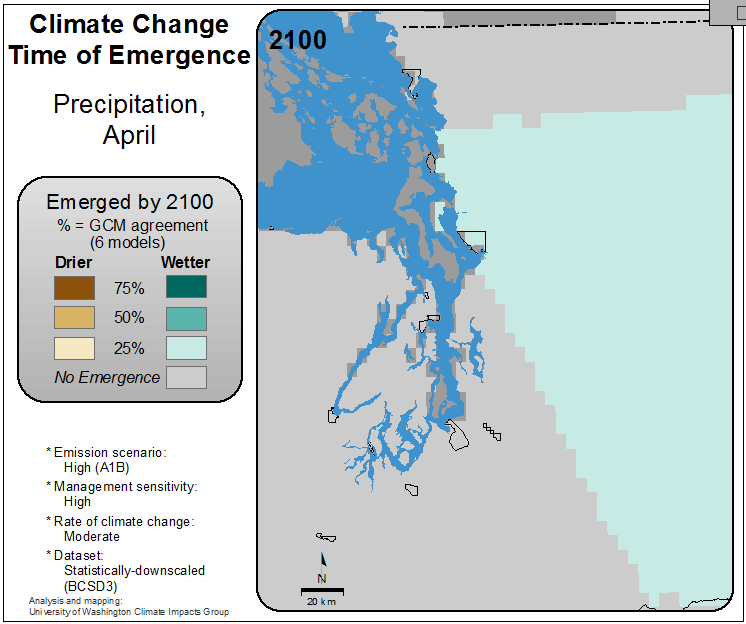 Climate Change
Time of Emergence
Precipitation,
April
Emerged by 2100
% = GCM agreement
(6 models)
Drier Wetter
75%
50%
25%
No Emergence
* Emission scenario:
High (A1B)
* Management sensitivity:
High
* Rate of climate change:
Moderate
* Dataset:
Statistically-downscaled
(BCSD3)
Analysis and mapping:
University of Washington Climate Impacts Group
2100
N
20 km